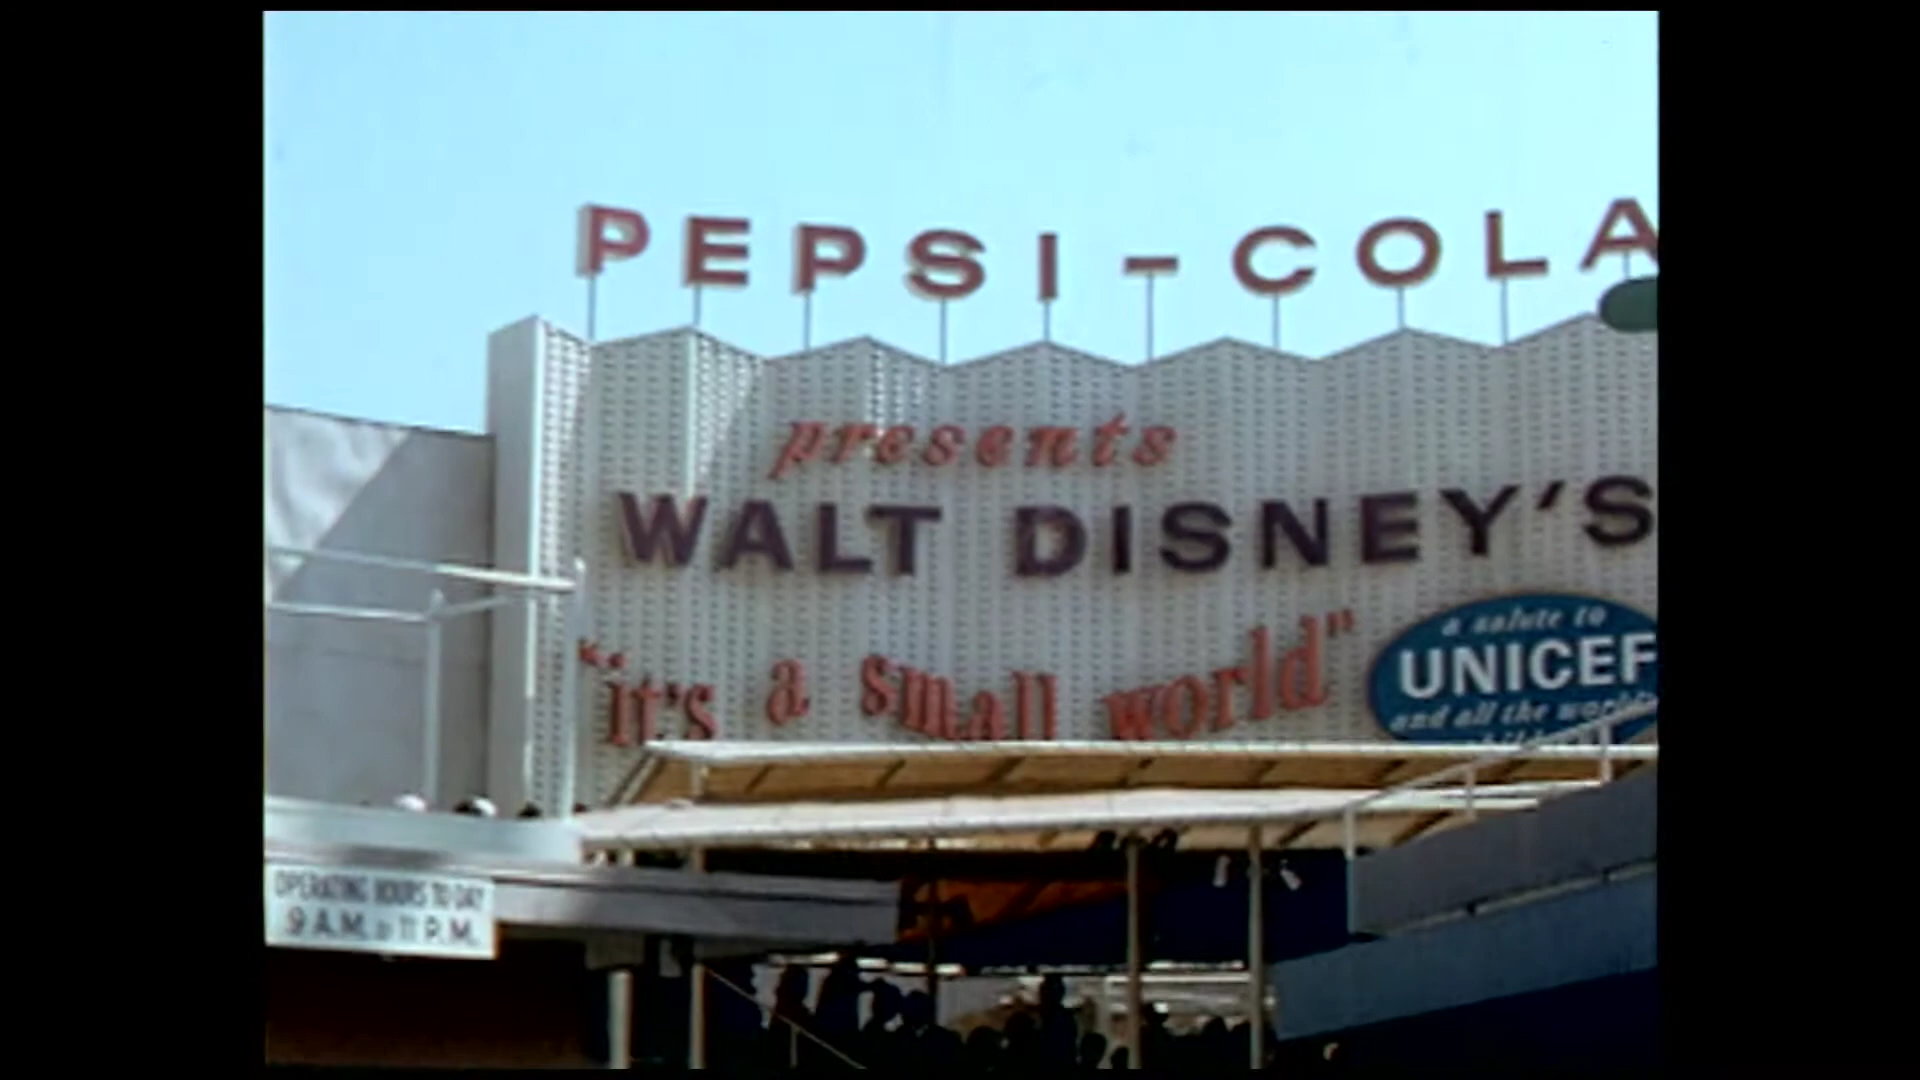 PEPSI-COLA
presents
WALT DISNEY'S
"it's a small world"
a salute to
UNICEF
and all the world's
OPERATING HOURS TODAY
9 A.M. to 11 P.M.